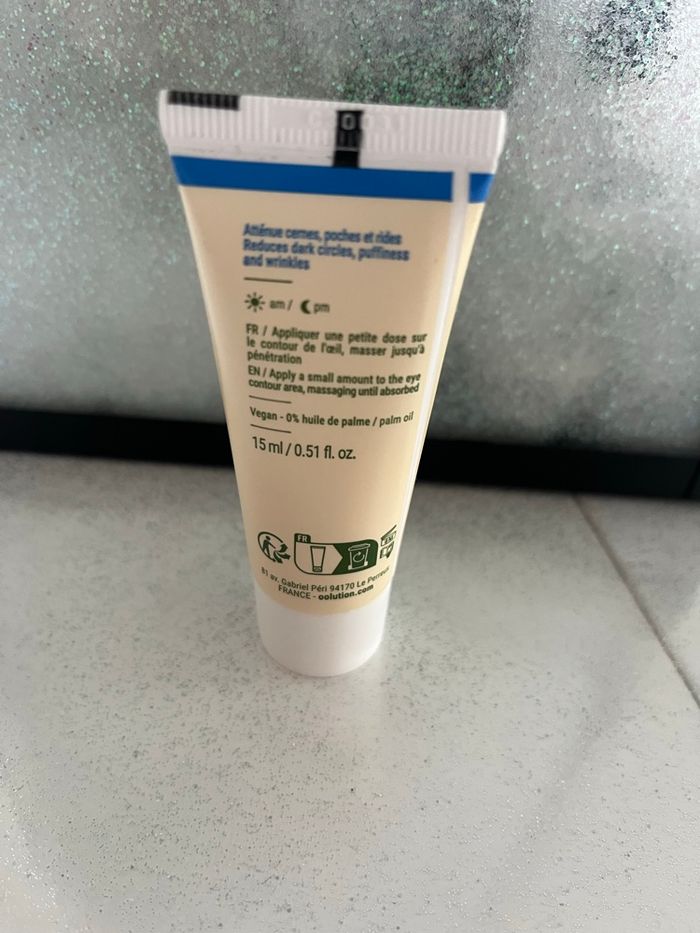 Atténue cernes, poches et rides
Reduces dark circles, puffiness
and wrinkles
am / pm
FR / Appliquer une petite dose sur
le contour de l'œil, masser jusqu'à
pénétration
EN / Apply a small amount to the eye
contour area, massaging until absorbed
Vegan - 0% huile de palme / palm oil
15 ml / 0.51 fl. oz.
FR
81 av. Gabriel Péri 94170 Le Perreux
FRANCE - oolution.com